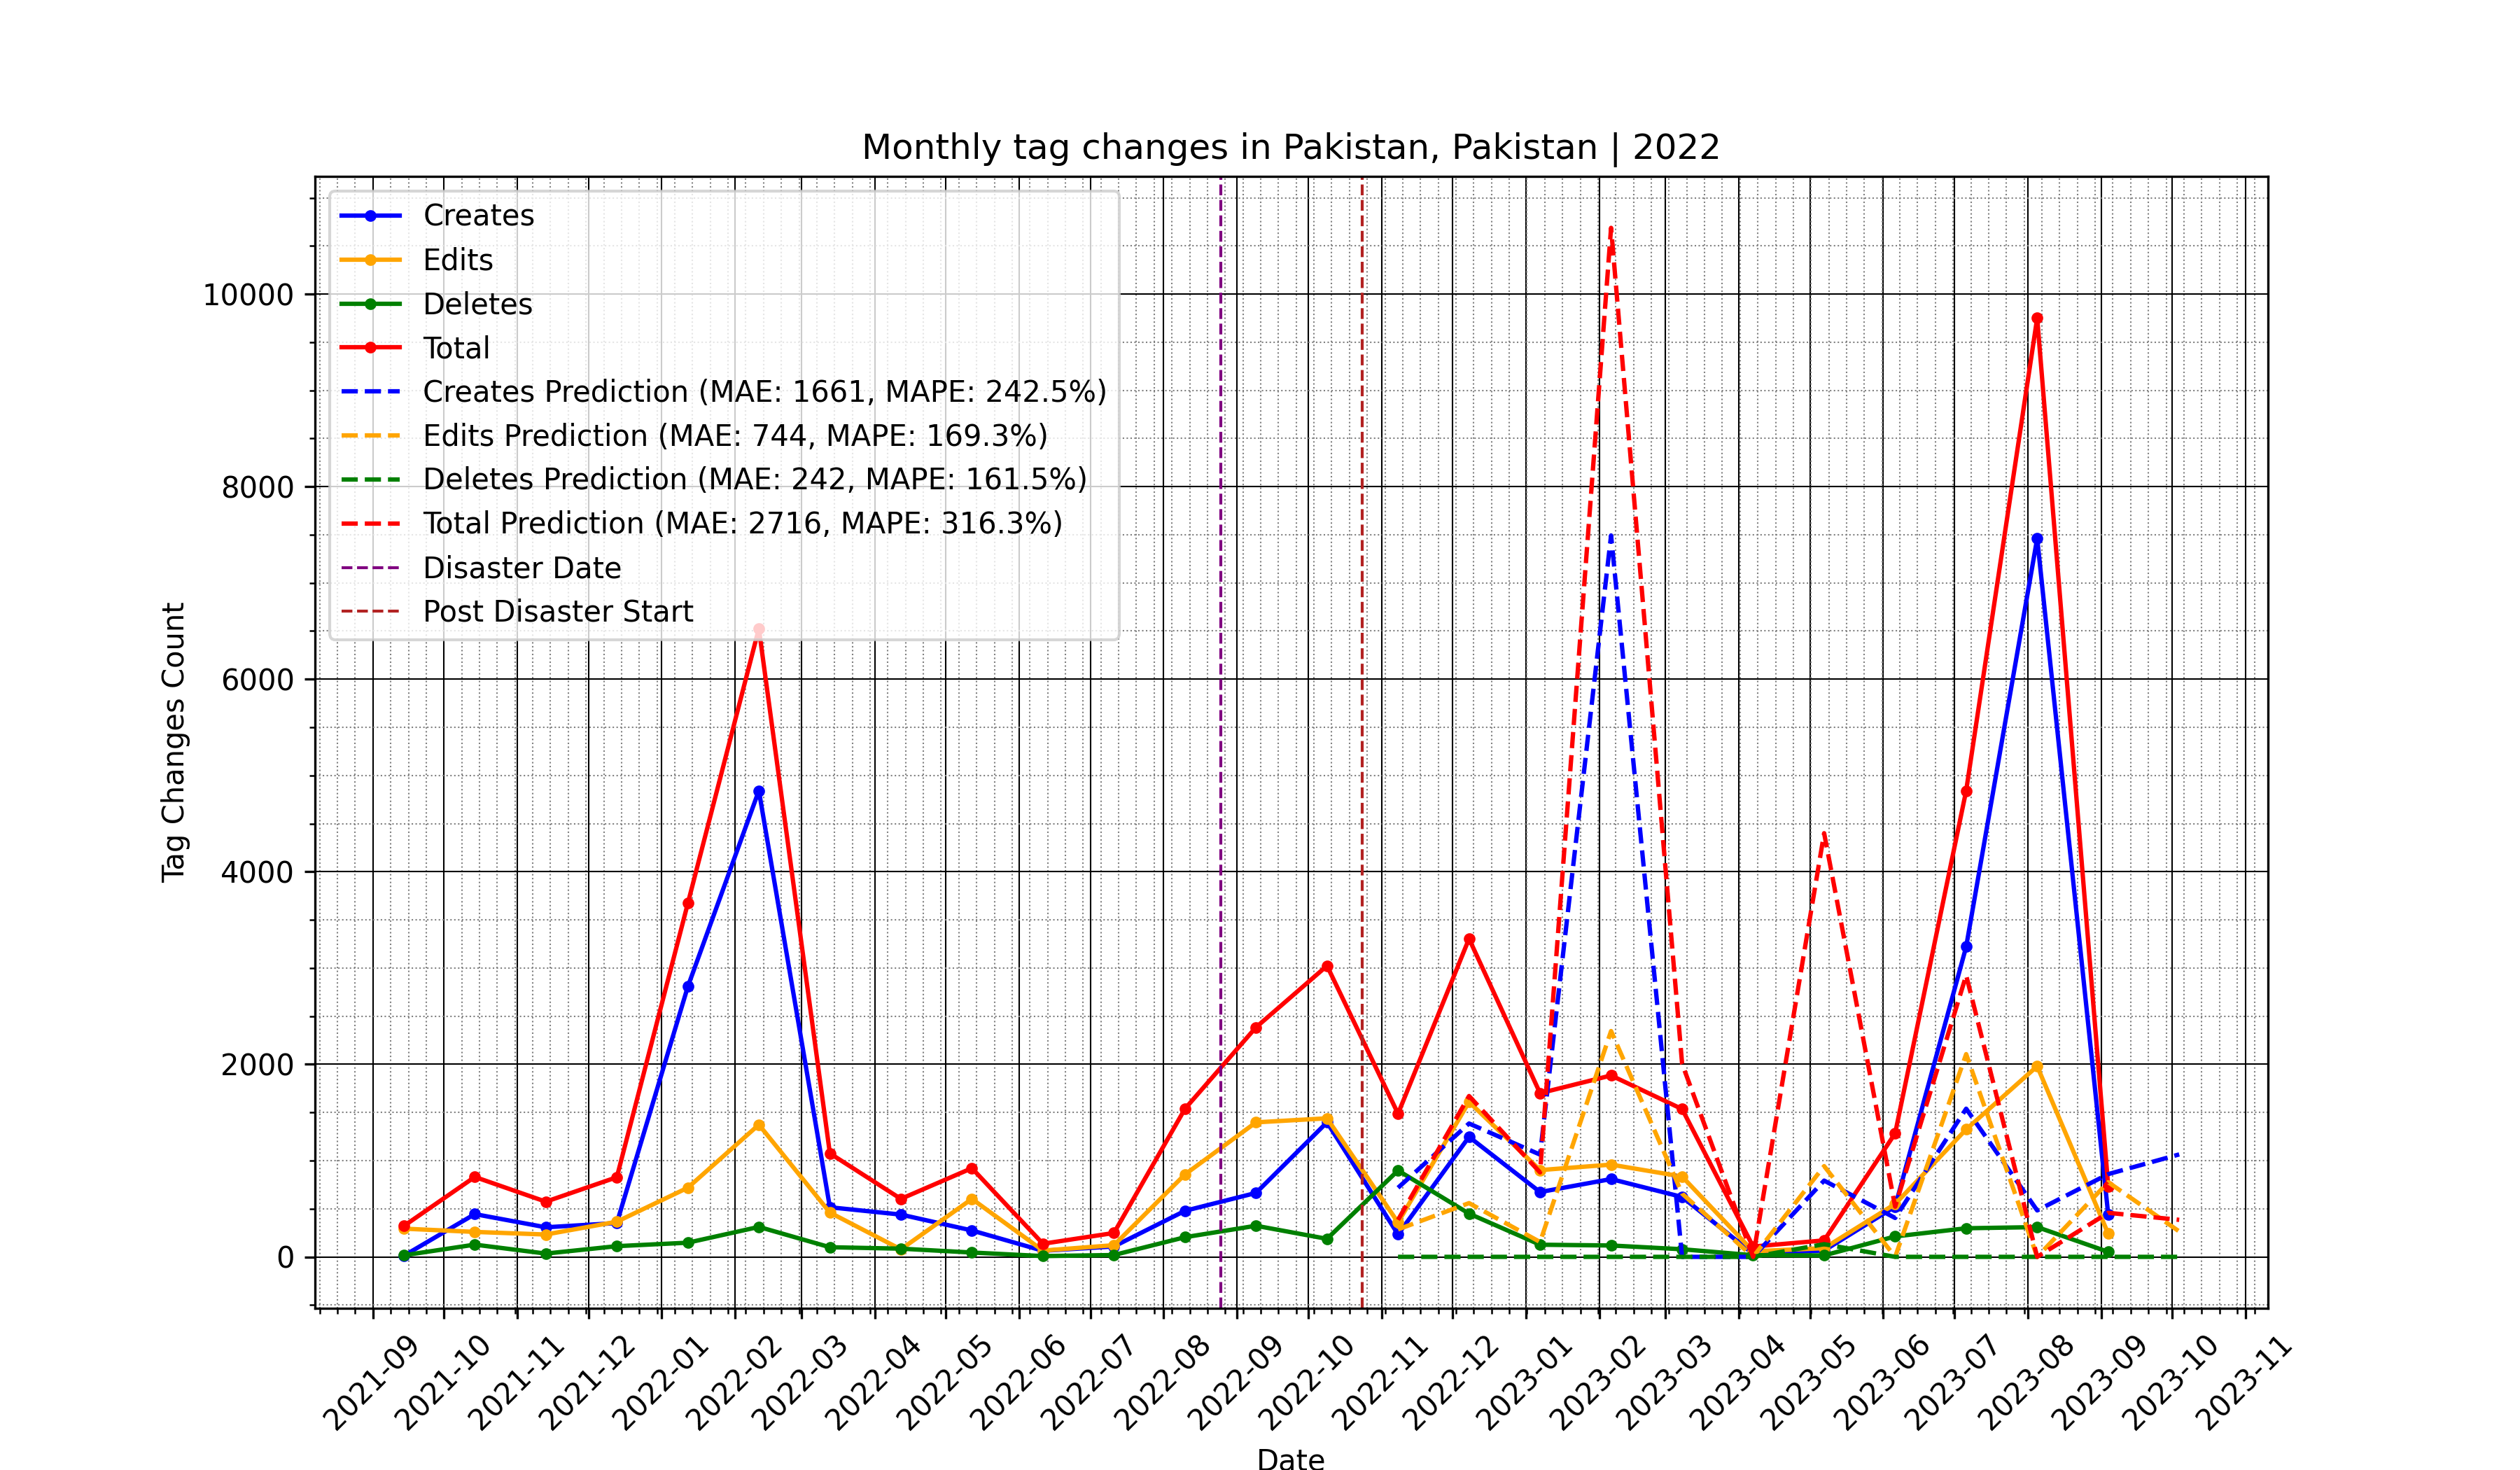 Monthly tag changes in Pakistan, Pakistan | 2022
Creates
Edits
Deletes
Total
Creates Prediction (MAE: 1661, MAPE: 242.5%)
Edits Prediction (MAE: 744, MAPE: 169.3%)
Deletes Prediction (MAE: 242, MAPE: 161.5%)
Total Prediction (MAE: 2716, MAPE: 316.3%)
Disaster Date
Post Disaster Start
Tag Changes Count
10000
8000
6000
4000
2000
0
2021-09
2021-10
2021-11
2021-12
2022-01
2022-02
2022-03
2022-04
2022-05
2022-06
2022-07
2022-08
2022-09
2022-10
2022-11
2022-12
2023-01
2023-02
2023-03
2023-04
2023-05
2023-06
2023-07
2023-08
2023-09
2023-10
2023-11
Date